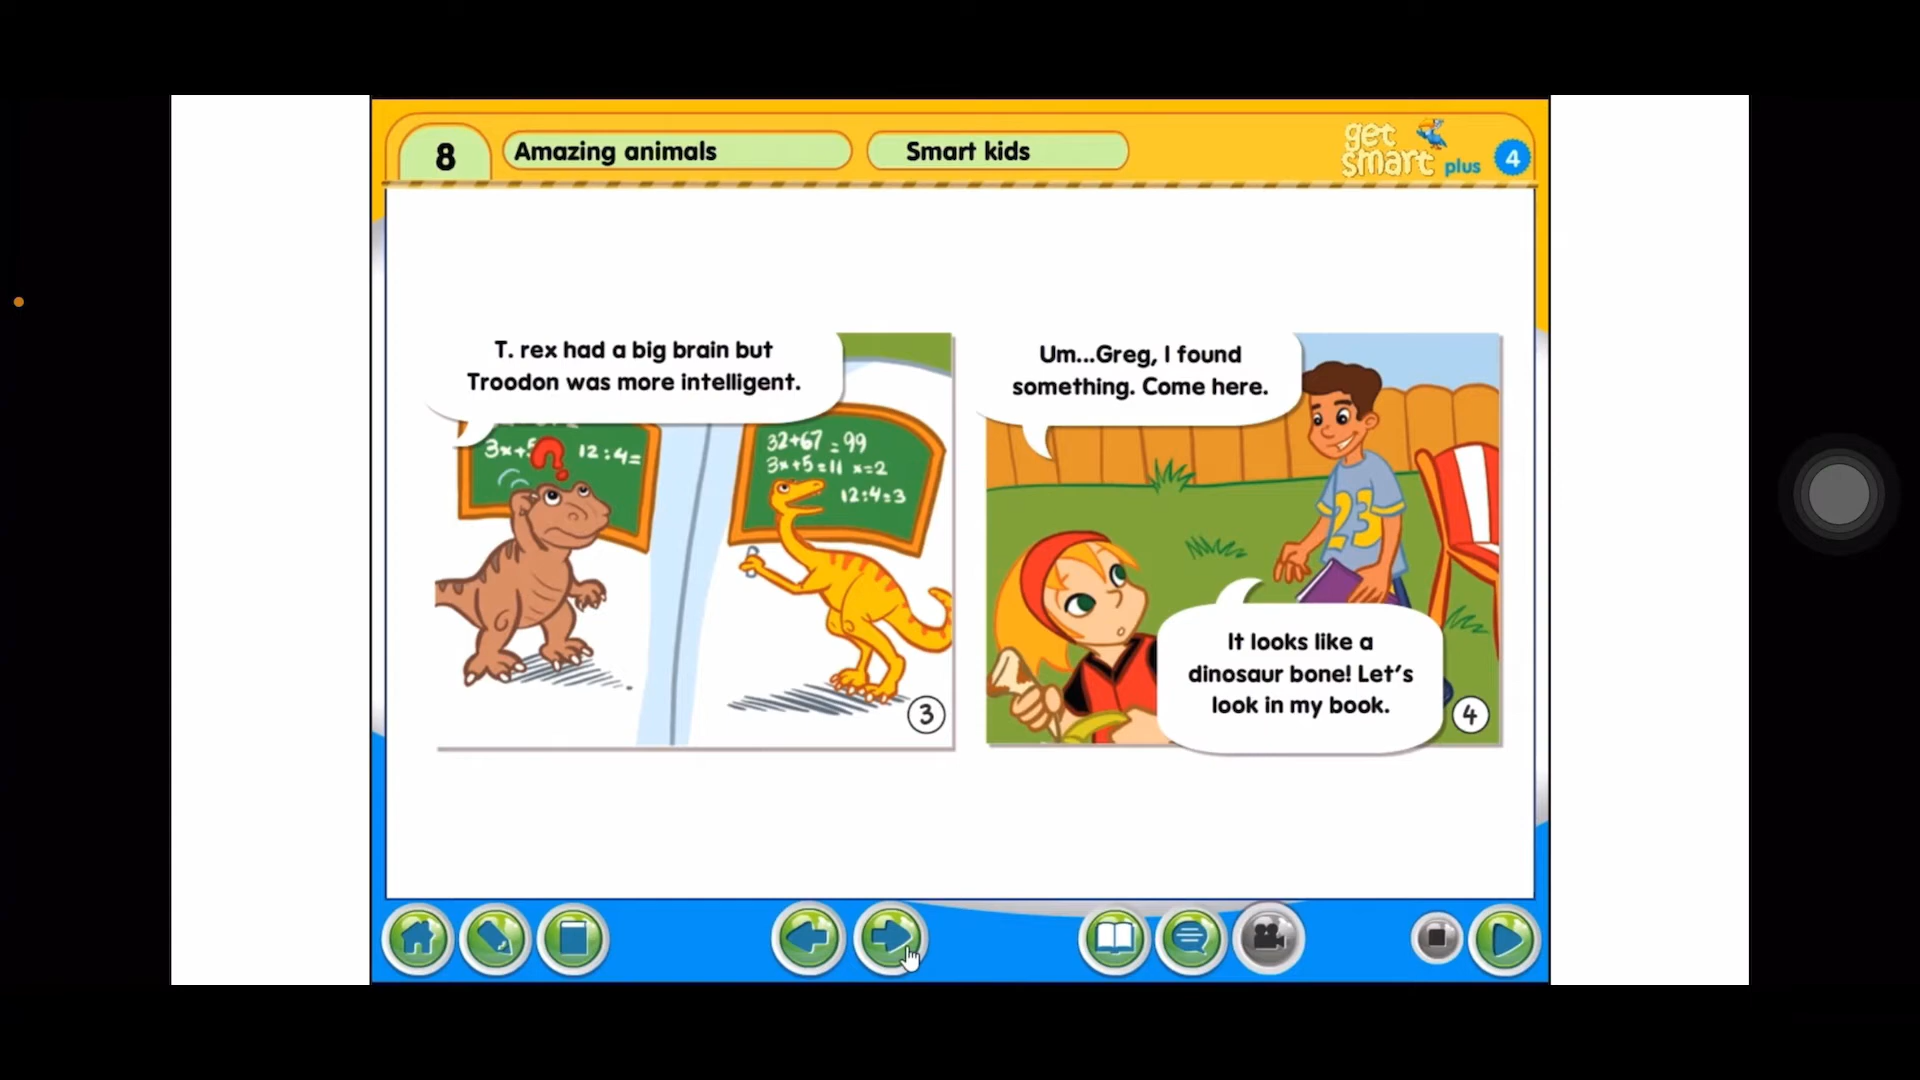 8
Amazing animals
Smart kids
get
smart
plus
4
T. rex had a big brain but
Troodon was more intelligent.
12:4=
32+67=99
3x+5=11 x=2
12:4=3
3
Um...Greg, I found
something. Come here.
23
It looks like a
dinosaur bone! Let's
look in my book.
4